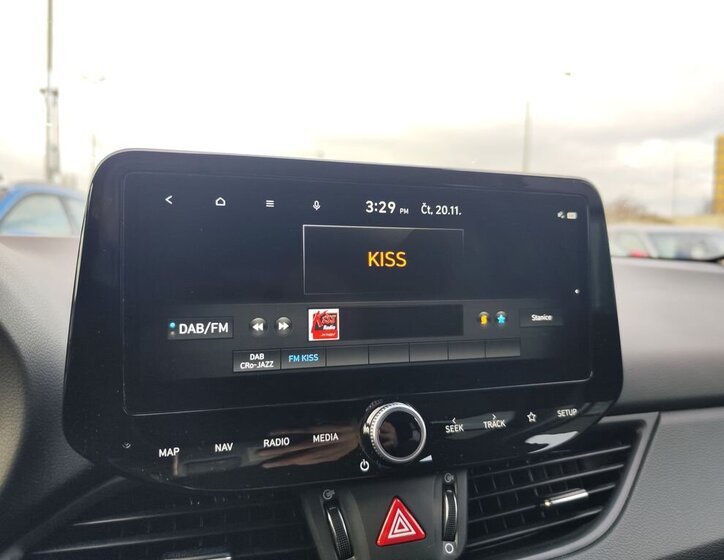 3:29 PM Čt, 20.11.
KISS
DAB/FM
Radio
Stanice
DAB
CRo-JAZZ
FM KISS
MAP
NAV
RADIO
MEDIA
SEEK
TRACK
SETUP